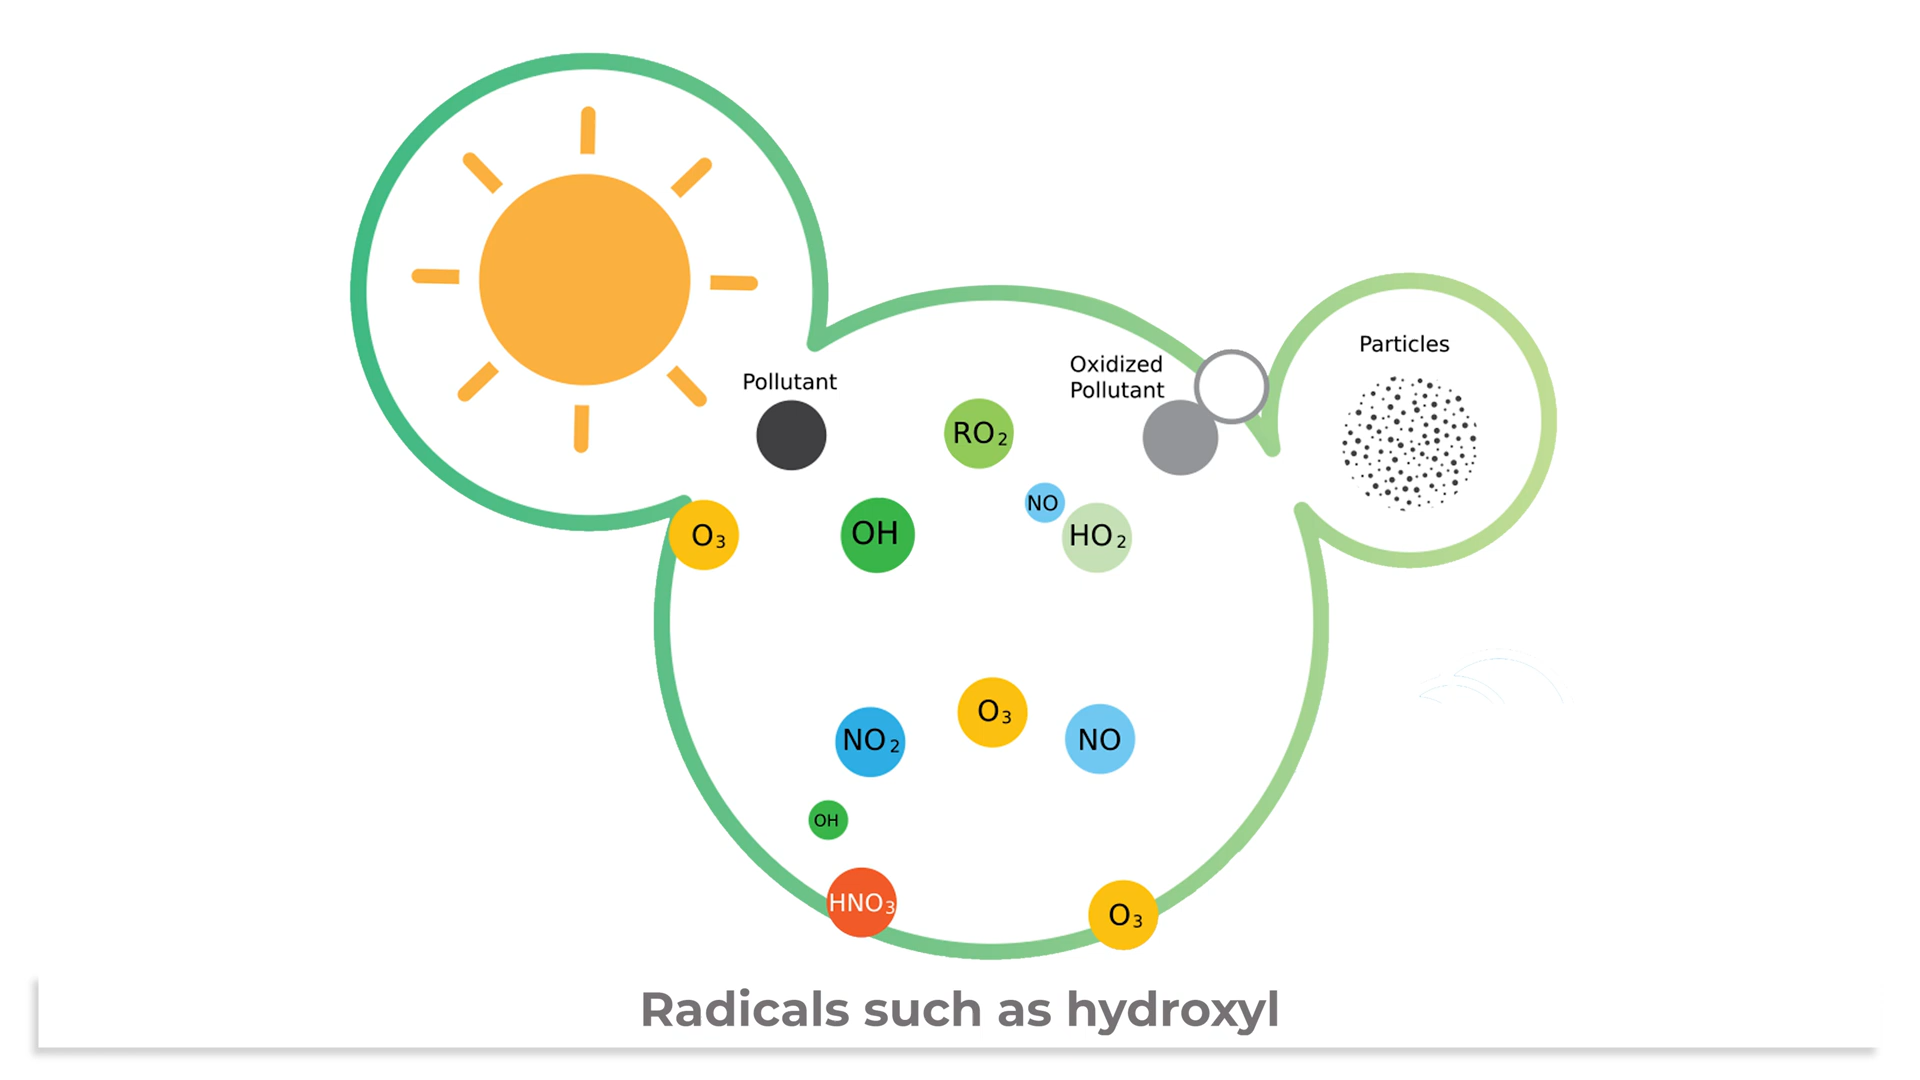 Particles
Oxidized
Pollutant
Pollutant
RO₂
NO
O₃
OH
HO₂
O₃
NO₂
NO
OH
HNO₃
O₃
Radicals such as hydroxyl